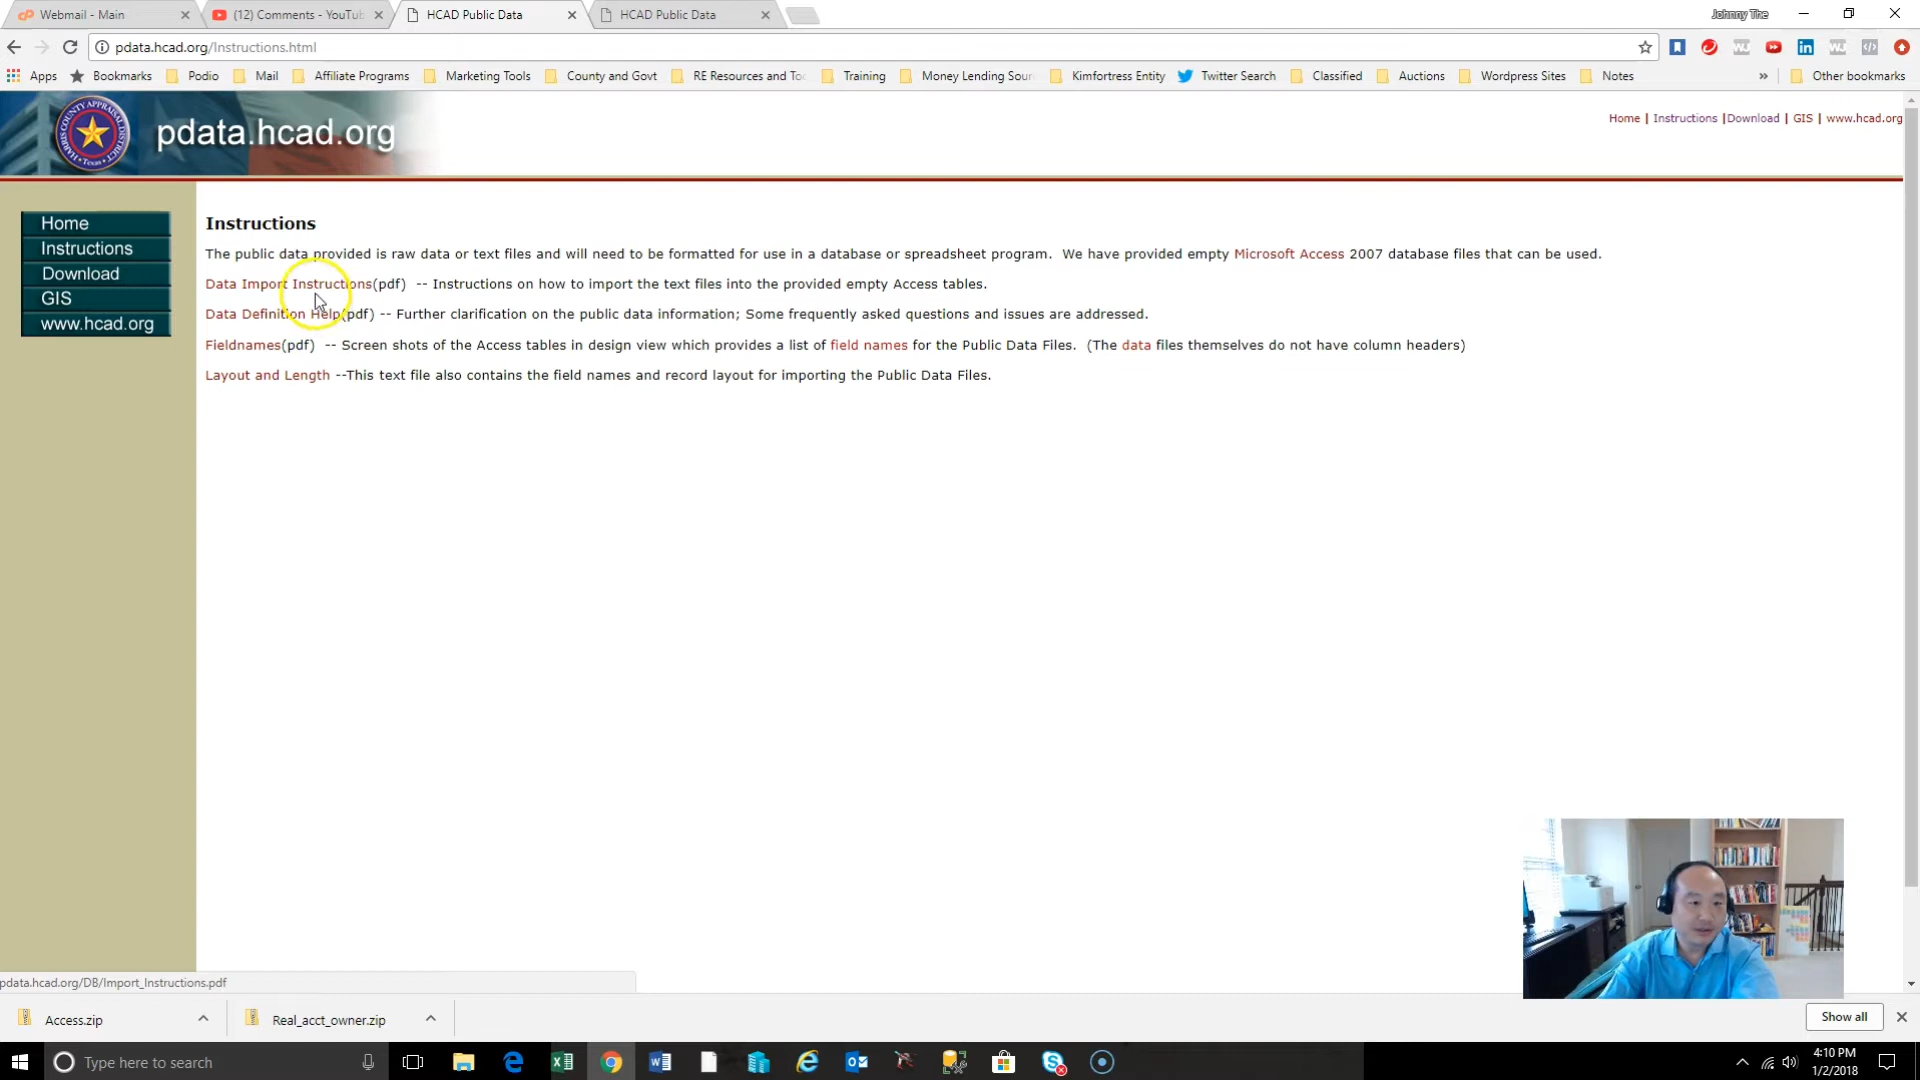 Webmail - Main
(12) Comments - YouTub
HCAD Public Data
HCAD Public Data
Johnny The
pdata.hcad.org/Instructions.html
Apps
Bookmarks
Podio
Mail
Affiliate Programs
Marketing Tools
County and Govt
RE Resources and To
Training
Money Lending Sour
Kimfortress Entity
Twitter Search
Classified
Auctions
Wordpress Sites
Notes
»
Other bookmarks
pdata.hcad.org
Home | Instructions |Download | GIS | www.hcad.org
Home
Instructions
Download
GIS
www.hcad.org
Instructions
The public data provided is raw data or text files and will need to be formatted for use in a database or spreadsheet program. We have provided empty Microsoft Access 2007 database files that can be used.
Data Import Instructions(pdf) -- Instructions on how to import the text files into the provided empty Access tables.
Data Definition Help(pdf) -- Further clarification on the public data information; Some frequently asked questions and issues are addressed.
Fieldnames(pdf) -- Screen shots of the Access tables in design view which provides a list of field names for the Public Data Files. (The data files themselves do not have column headers)
Layout and Length --This text file also contains the field names and record layout for importing the Public Data Files.
pdata.hcad.org/DB/Import_Instructions.pdf
Access.zip
Real_acct_owner.zip
Show all
Type here to search
4:10 PM
1/2/2018